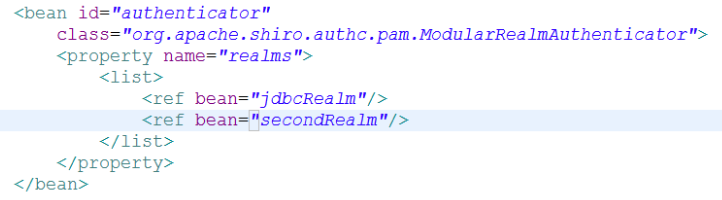 <bean id="authenticator"
class="org.apache.shiro.authc.pam.ModularRealmAuthenticator">
<property name="realms">
<list>
<ref bean="jdbcRealm"/>
<ref bean="secondRealm"/>
</list>
</property>
</bean>